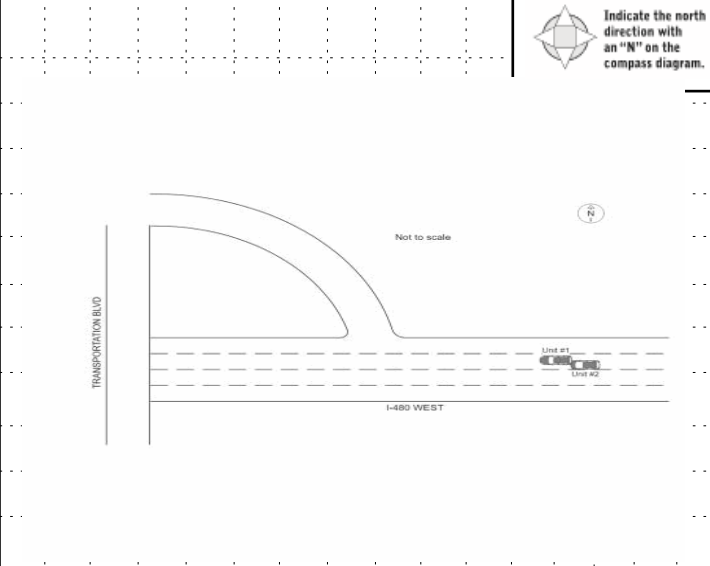 Indicate the north
direction with
an "N" on the
compass diagram.
N
Not to scale
TRANSPORTATION BLVD
Unit #1
Unit #2
I-480 WEST